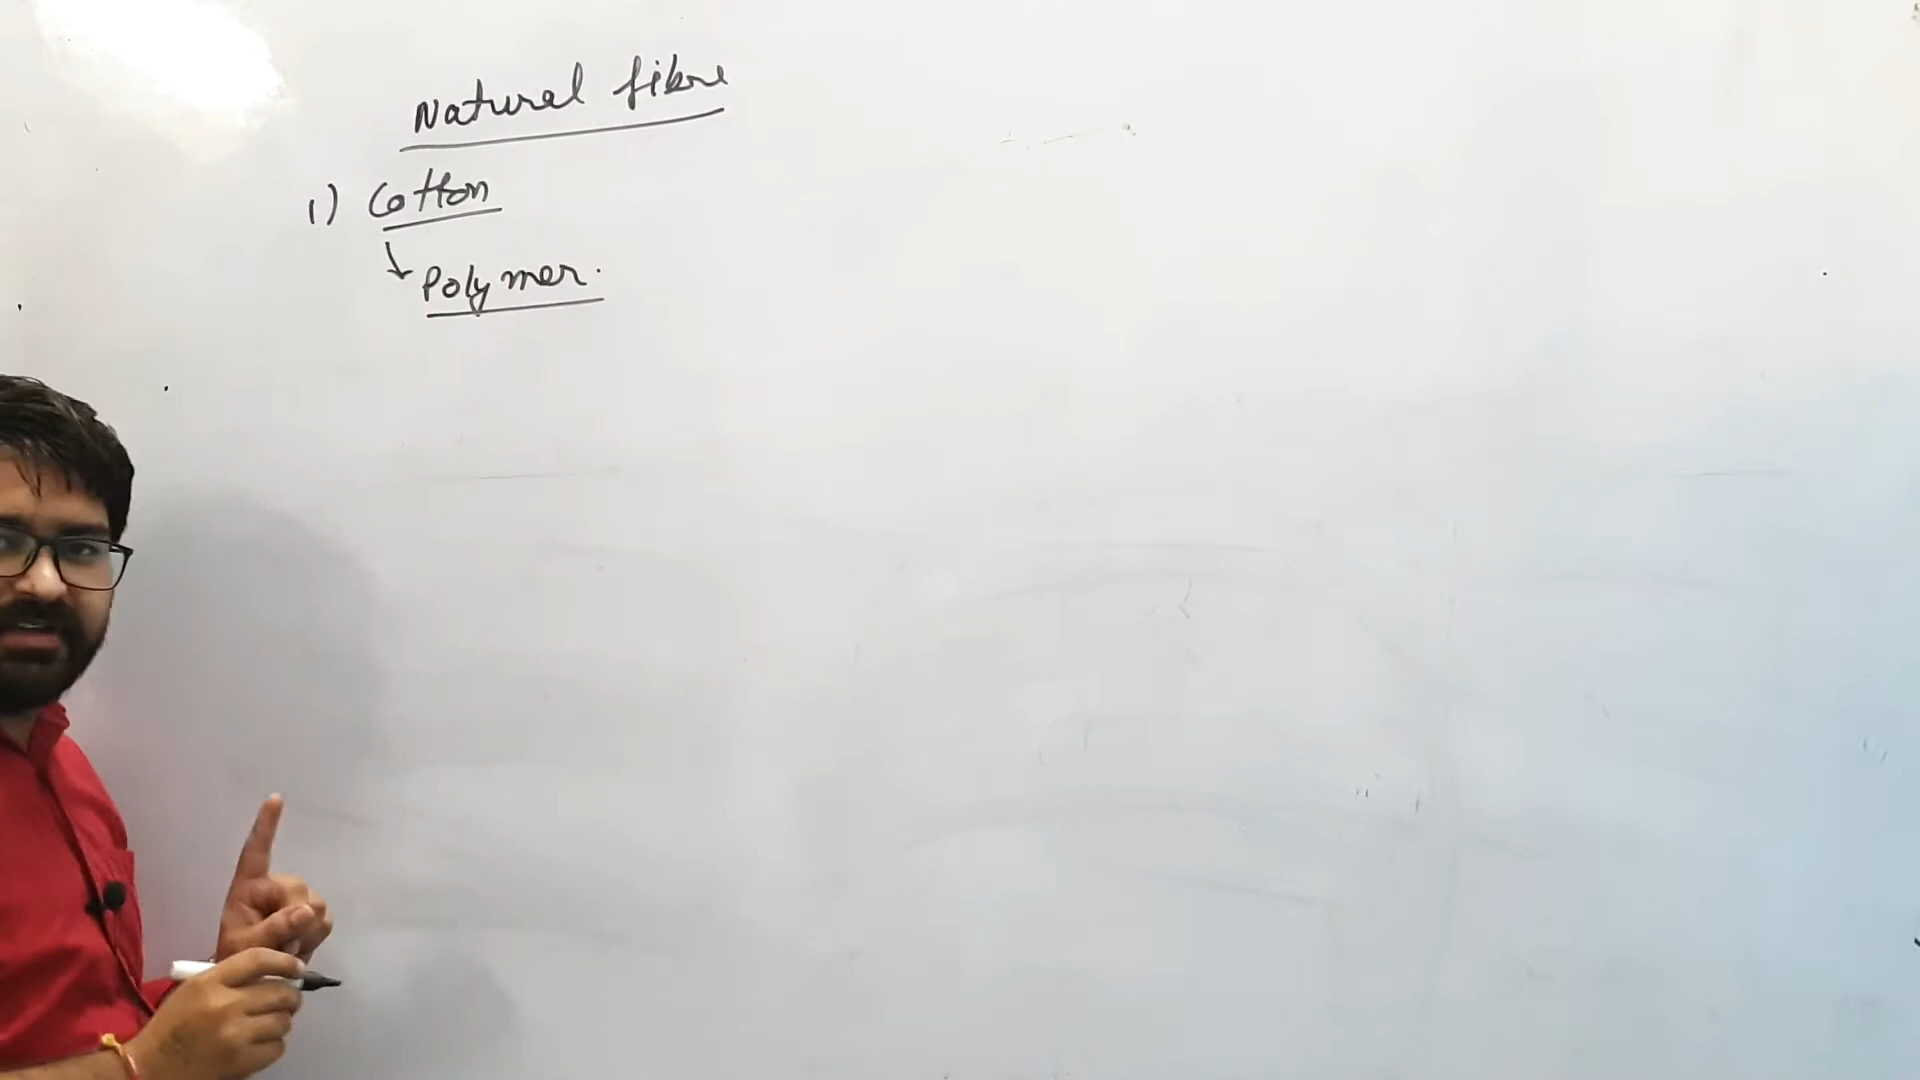 Natural fibre
1) Cotton
↳ Polymer.